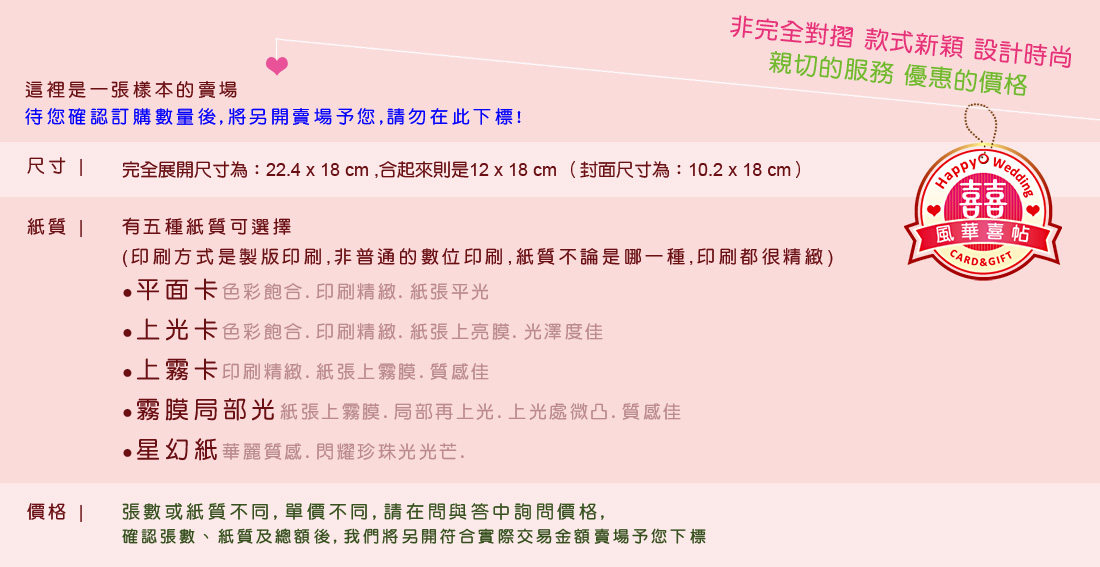 非完全對摺 款式新穎 設計時尚
親切的服務 優惠的價格
這裡是一張樣本的賣場
待您確認訂購數量後,將另開賣場予您,請勿在此下標!
尺寸 | 完全展開尺寸為：22.4 x 18 cm ,合起來則是12 x 18 cm （封面尺寸為：10.2 x 18 cm）
Happy Wedding
囍
風華喜帖
CARD&GIFT
紙質 | 有五種紙質可選擇
(印刷方式是製版印刷,非普通的數位印刷,紙質不論是哪一種,印刷都很精緻)
●平面卡 色彩飽合. 印刷精緻. 紙張平光
●上光卡 色彩飽合. 印刷精緻. 紙張上亮膜. 光澤度佳
●上霧卡 印刷精緻. 紙張上霧膜. 質感佳
●霧膜局部光 紙張上霧膜. 局部再上光. 上光處微凸. 質感佳
●星幻紙 華麗質感. 閃耀珍珠光光芒.
價格 | 張數或紙質不同, 單價不同, 請在問與答中詢問價格,
確認張數、紙質及總額後, 我們將另開符合實際交易金額賣場予您下標